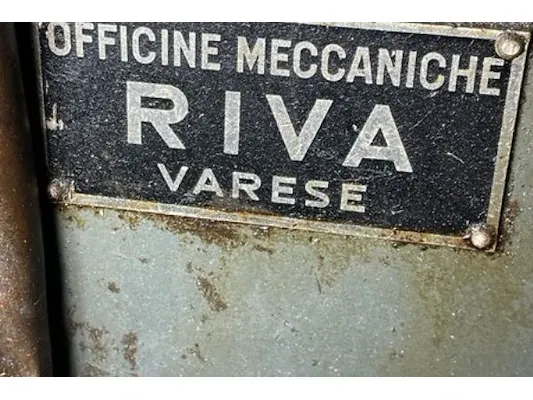 OFFICINE MECCANICHE
RIVA
VARESE